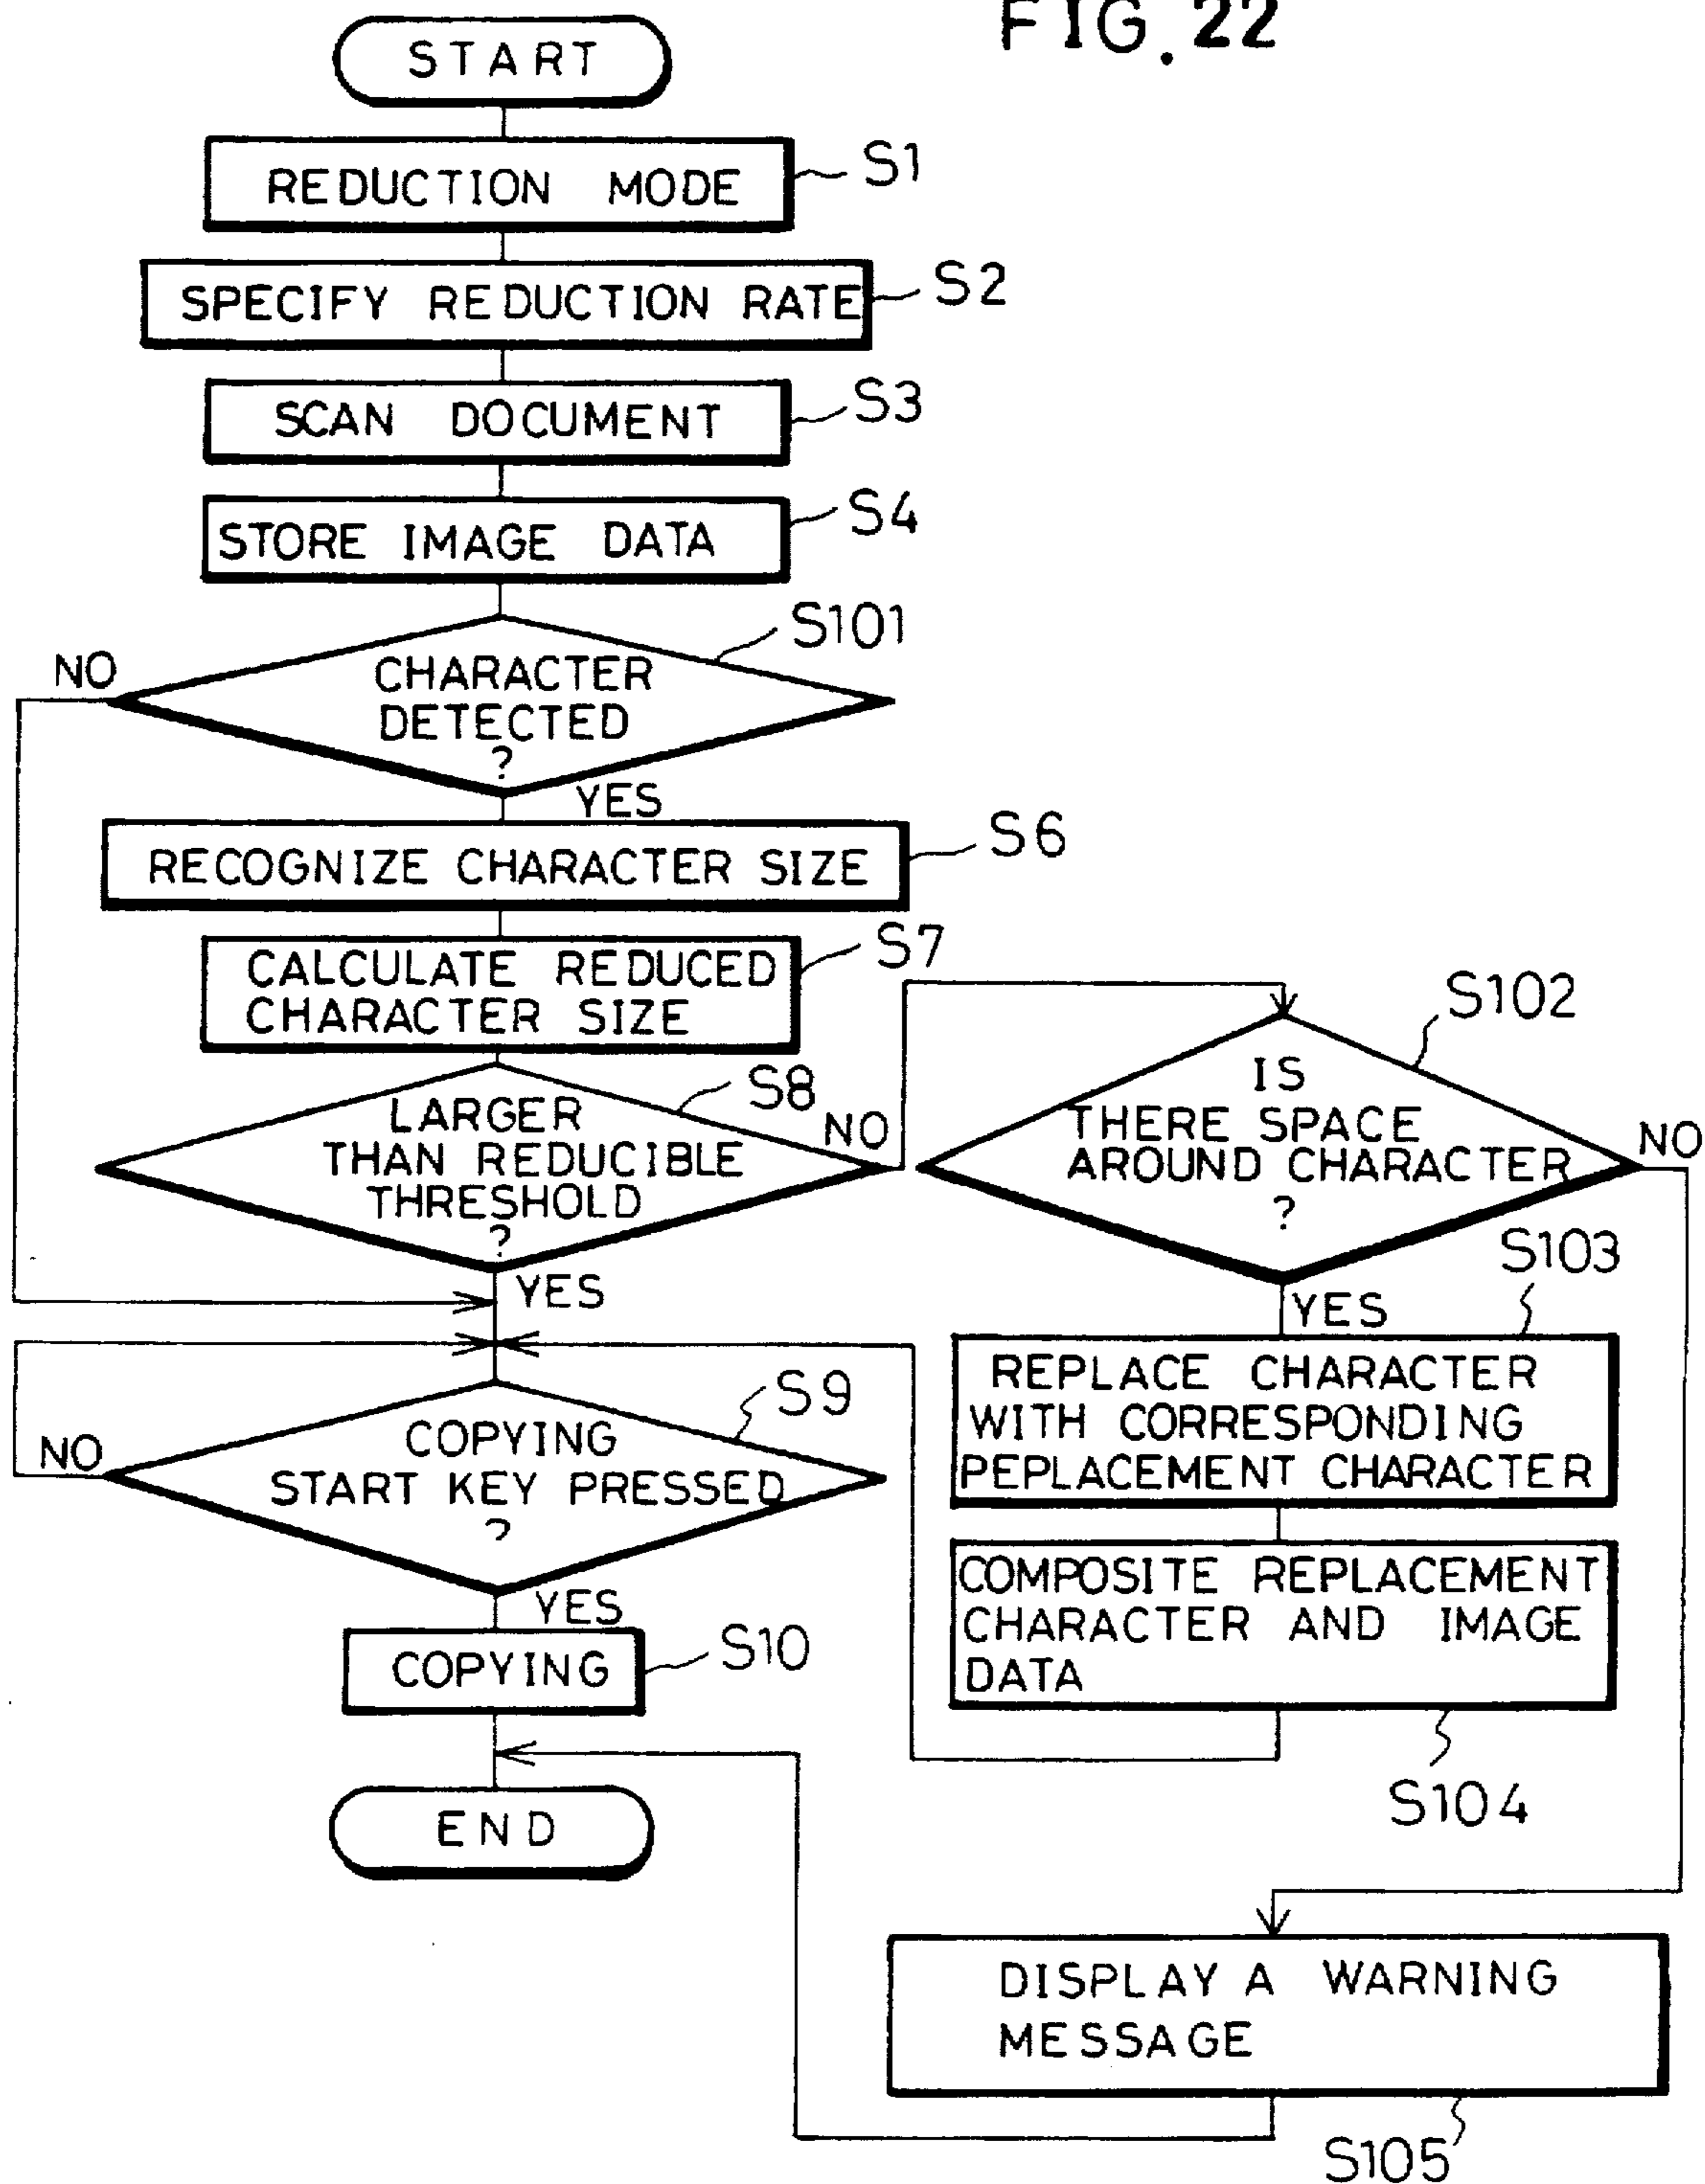 FIG. 22
START
REDUCTION MODE
S1
SPECIFY REDUCTION RATE
S2
SCAN DOCUMENT
S3
STORE IMAGE DATA
S4
S101
NO
CHARACTER
DETECTED
?
YES
RECOGNIZE CHARACTER SIZE
S6
CALCULATE REDUCED
CHARACTER SIZE
S7
S8
LARGER
THAN REDUCIBLE
THRESHOLD
?
NO
YES
S102
IS
THERE SPACE
AROUND CHARACTER
?
NO
YES
S103
REPLACE CHARACTER
WITH CORRESPONDING
PEPLACEMENT CHARACTER
COMPOSITE REPLACEMENT
CHARACTER AND IMAGE
DATA
S104
S9
COPYING
START KEY PRESSED
?
NO
YES
COPYING
S10
END
DISPLAY A WARNING
MESSAGE
S105